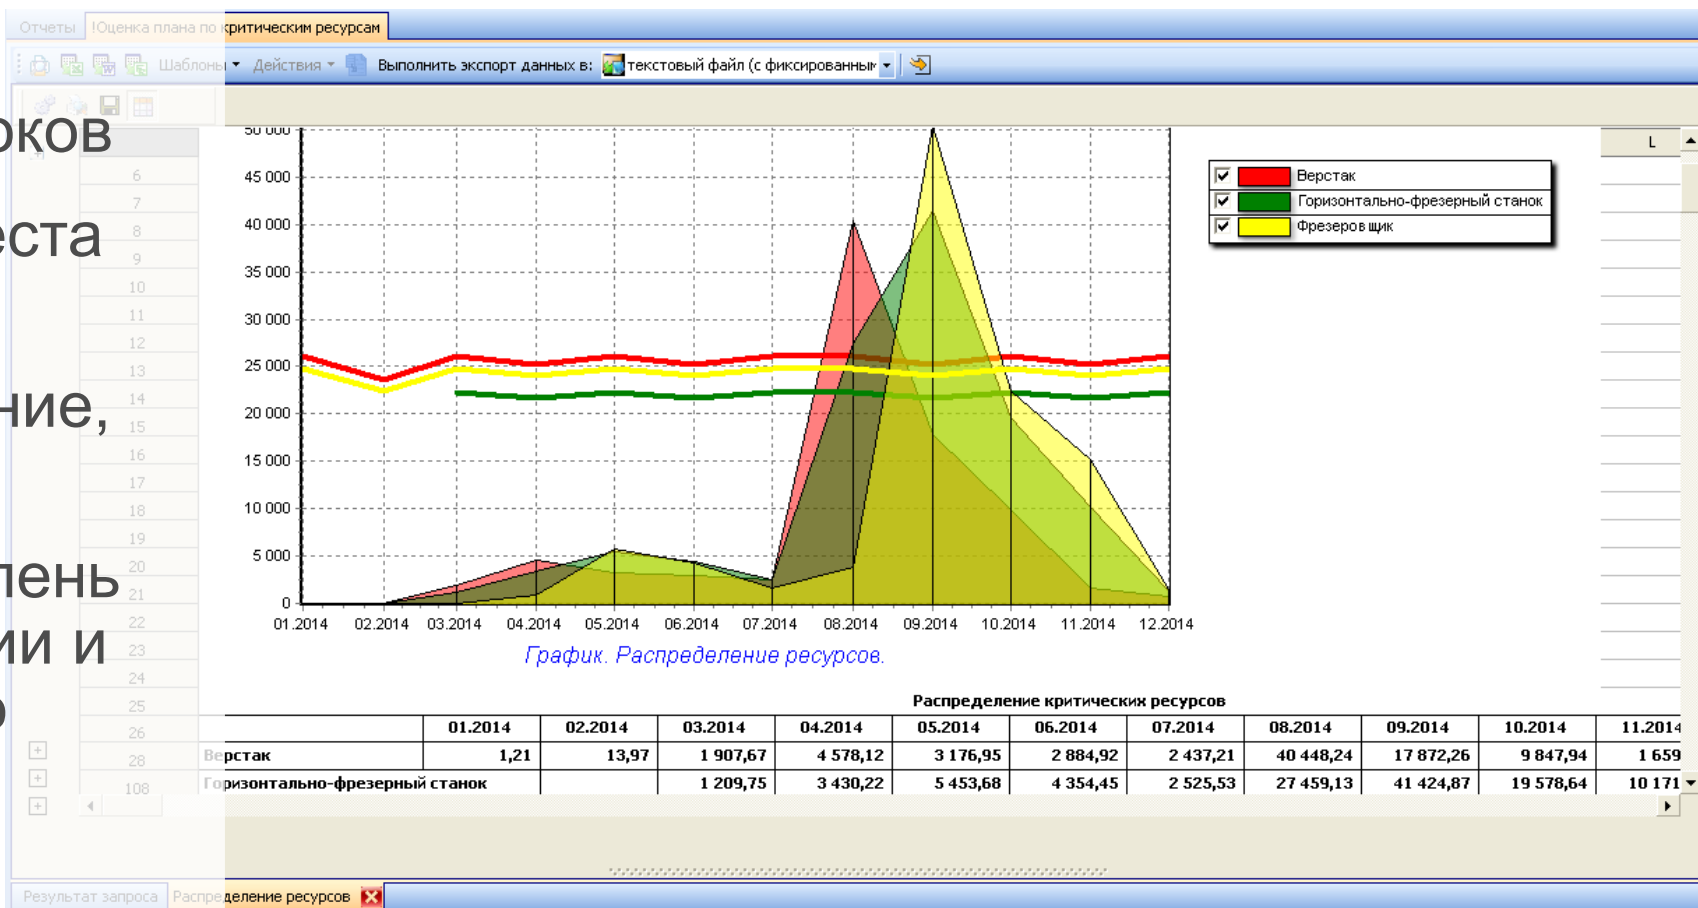 Отчеты !Оценка плана по критическим ресурсам
Шаблоны Действия Выполнить экспорт данных в: текстовый файл (с фиксированным
оков
еста
ние,
лень
ии и
L
6
7
8
9
10
11
12
13
14
15
16
17
18
19
20
21
22
23
24
25
26
28
108
50 000
45 000
40 000
35 000
30 000
25 000
20 000
15 000
10 000
5 000
0
01.2014 02.2014 03.2014 04.2014 05.2014 06.2014 07.2014 08.2014 09.2014 10.2014 11.2014 12.2014
Верстак
Горизонтально-фрезерный станок
Фрезеровщик
График. Распределение ресурсов.
Распределение критических ресурсов
01.2014 02.2014 03.2014 04.2014 05.2014 06.2014 07.2014 08.2014 09.2014 10.2014 11.2014
Верстак 1,21 13,97 1 907,67 4 578,12 3 176,95 2 884,92 2 437,21 40 448,24 17 872,26 9 847,94 1 659
Горизонтально-фрезерный станок 1 209,75 3 430,22 5 453,68 4 354,45 2 525,53 27 459,13 41 424,87 19 578,64 10 171
Результат запроса Распределение ресурсов